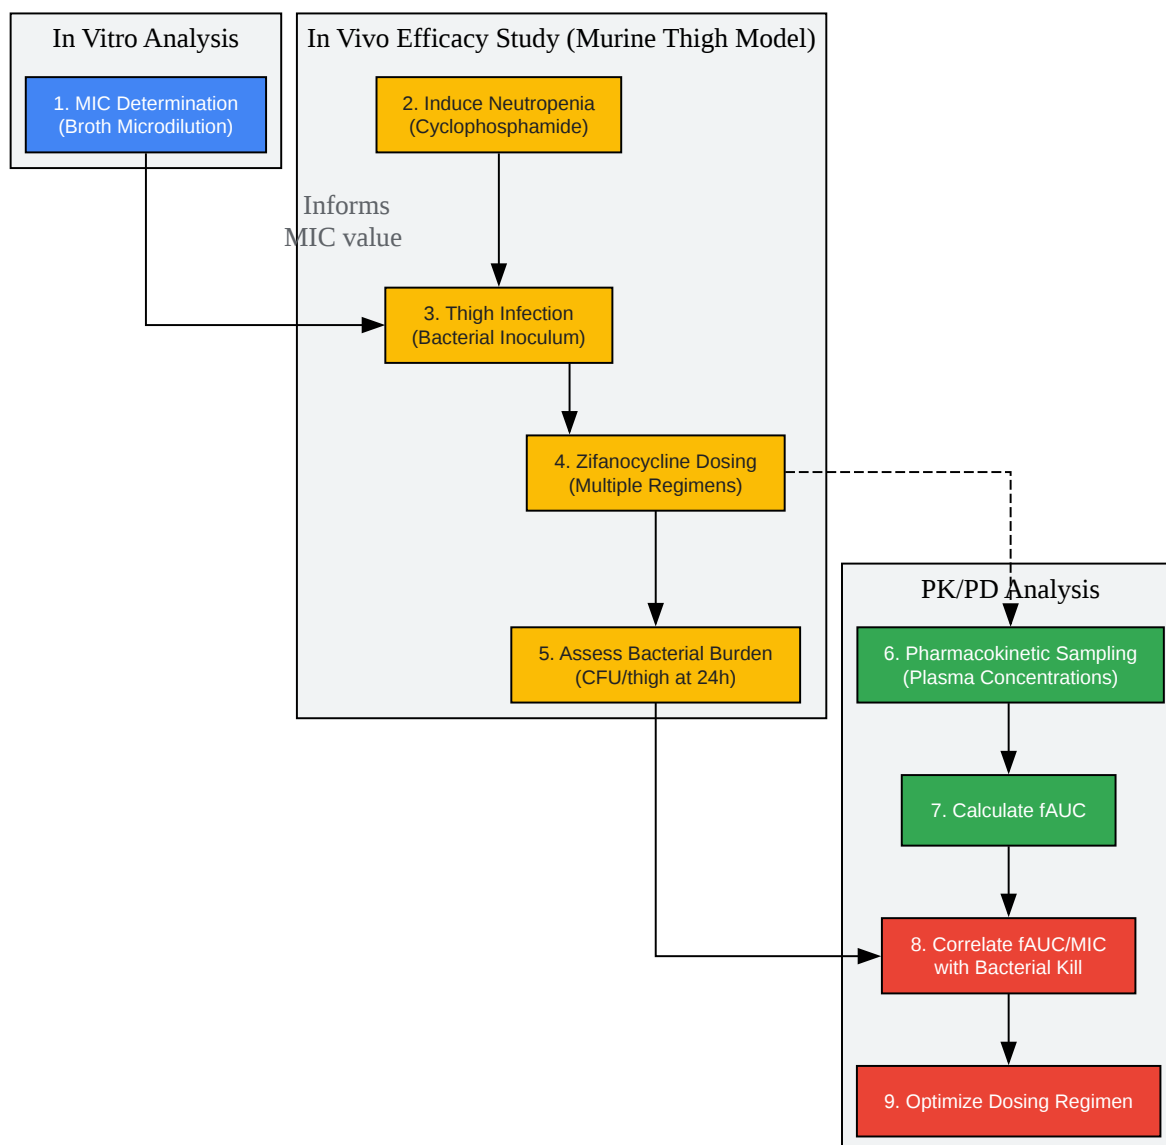 In Vitro Analysis
1. MIC Determination
(Broth Microdilution)
In Vivo Efficacy Study (Murine Thigh Model)
2. Induce Neutropenia
(Cyclophosphamide)
Informs
MIC value
3. Thigh Infection
(Bacterial Inoculum)
4. Zifanocycline Dosing
(Multiple Regimens)
5. Assess Bacterial Burden
(CFU/thigh at 24h)
PK/PD Analysis
6. Pharmacokinetic Sampling
(Plasma Concentrations)
7. Calculate fAUC
8. Correlate fAUC/MIC
with Bacterial Kill
9. Optimize Dosing Regimen